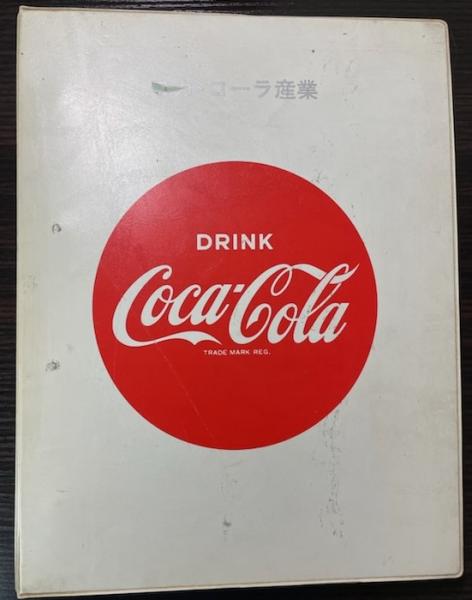 コーラ産業
DRINK
Coca-Cola
TRADE MARK REG.